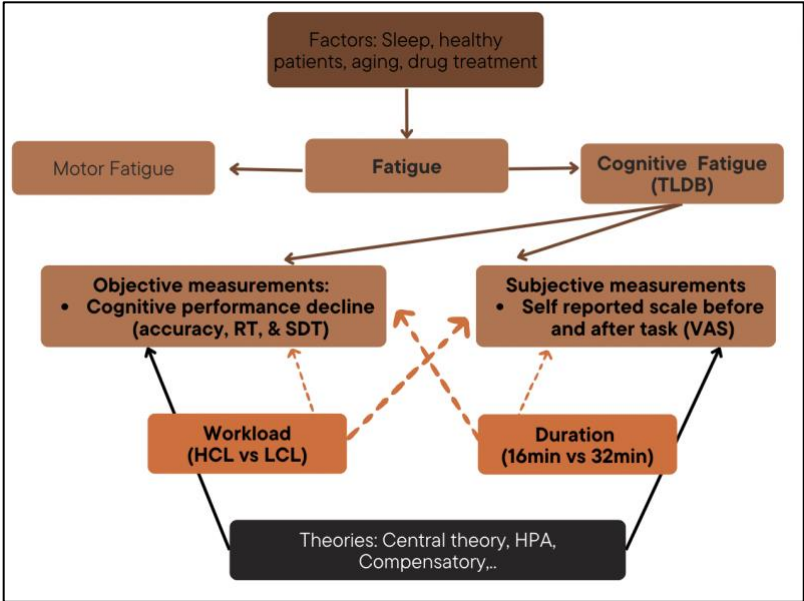 Factors: Sleep, healthy
patients, aging, drug treatment
Motor Fatigue
Fatigue
Cognitive Fatigue
(TLDB)
Objective measurements:
• Cognitive performance decline
(accuracy, RT, & SDT)
Subjective measurements
• Self reported scale before
and after task (VAS)
Workload
(HCL vs LCL)
Duration
(16min vs 32min)
Theories: Central theory, HPA,
Compensatory,..